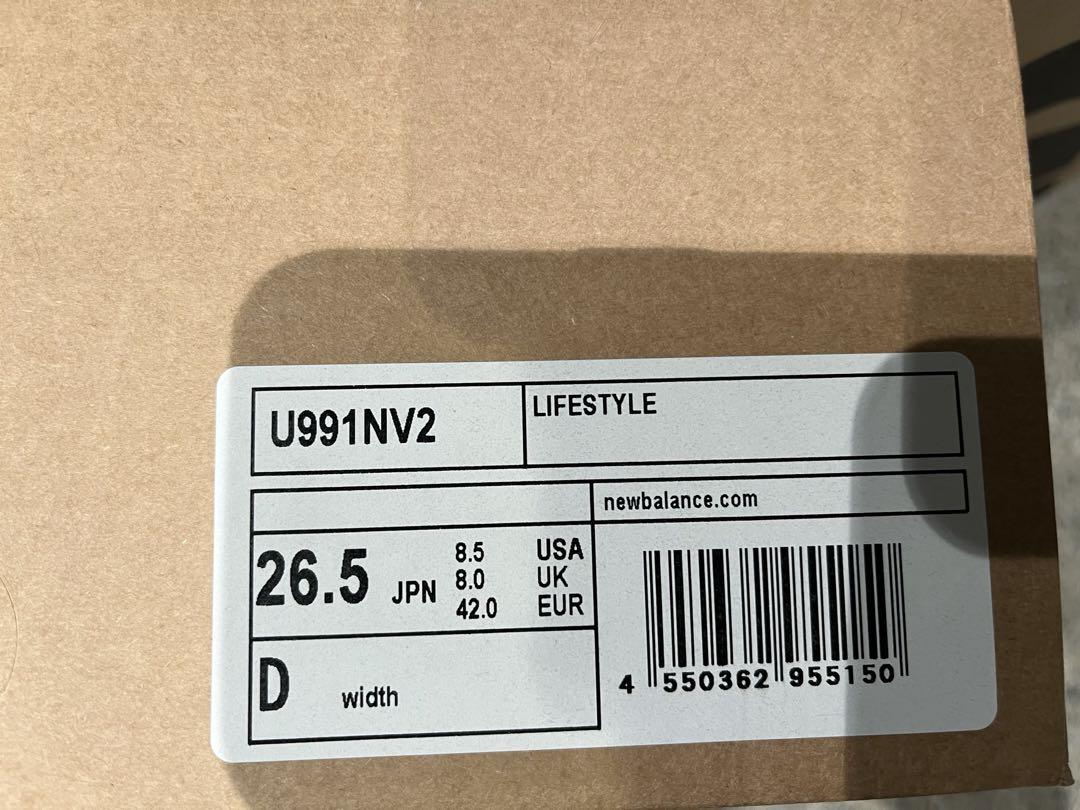 U991NV2
LIFESTYLE
newbalance.com
26.5 JPN
8.5 USA
8.0 UK
42.0 EUR
D width
4 550362 955150